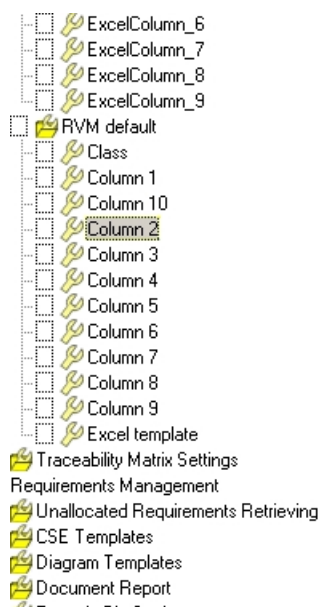 ExcelColumn_6
ExcelColumn_7
ExcelColumn_8
ExcelColumn_9
RVM default
Class
Column 1
Column 10
Column 2
Column 3
Column 4
Column 5
Column 6
Column 7
Column 8
Column 9
Excel template
Traceability Matrix Settings
Requirements Management
Unallocated Requirements Retrieving
CSE Templates
Diagram Templates
Document Report